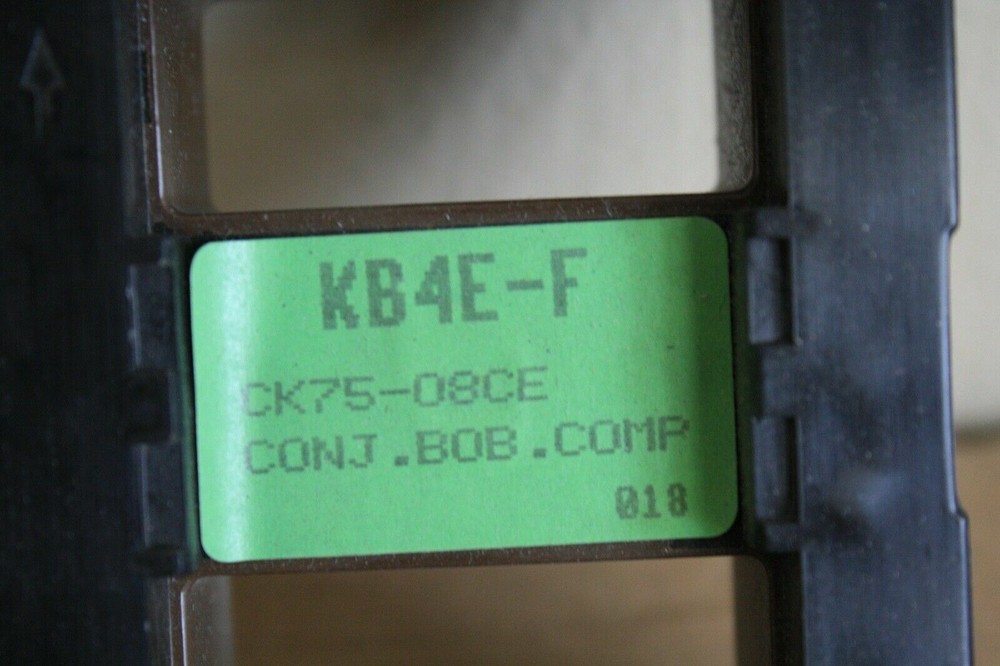 KB4E-F
CK75-08CE
CONJ.BOB.COMP
018